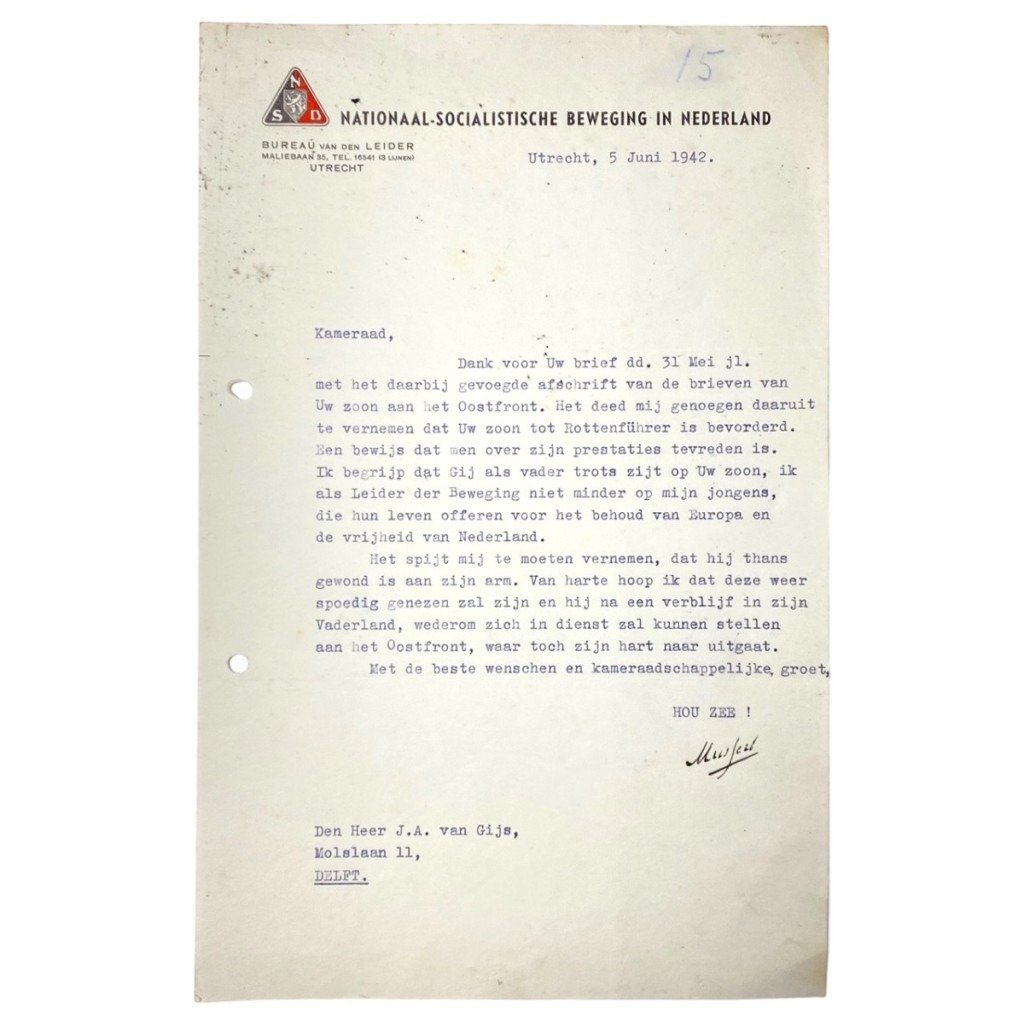 15
N
S D
NATIONAAL-SOCIALISTISCHE BEWEGING IN NEDERLAND
BUREAU VAN DEN LEIDER
MALIEBAAN 35, TEL. 16341 (3 LIJNEN)
UTRECHT
Utrecht, 5 Juni 1942.
Kameraad,
Dank voor Uw brief dd. 31 Mei jl.
met het daarbij gevoegde afschrift van de brieven van
Uw zoon aan het Oostfront. Het deed mij genoegen daaruit
te vernemen dat Uw zoon tot Rottenführer is bevorderd.
Een bewijs dat men over zijn prestaties tevreden is.
Ik begrijp dat Gij als vader trots zijt op Uw zoon, ik
als Leider der Beweging niet minder op mijn jongens,
die hun leven offeren voor het behoud van Europa en
de vrijheid van Nederland.
Het spijt mij te moeten vernemen, dat hij thans
gewond is aan zijn arm. Van harte hoop ik dat deze weer
spoedig genezen zal zijn en hij na een verblijf in zijn
Vaderland, wederom zich in dienst zal kunnen stellen
aan het Oostfront, waar toch zijn hart naar uitgaat.
Met de beste wenschen en kameraadschappelijke, groet,
HOU ZEE !
Mussert
Den Heer J.A. van Gijs,
Molslaan 11,
DELFT.